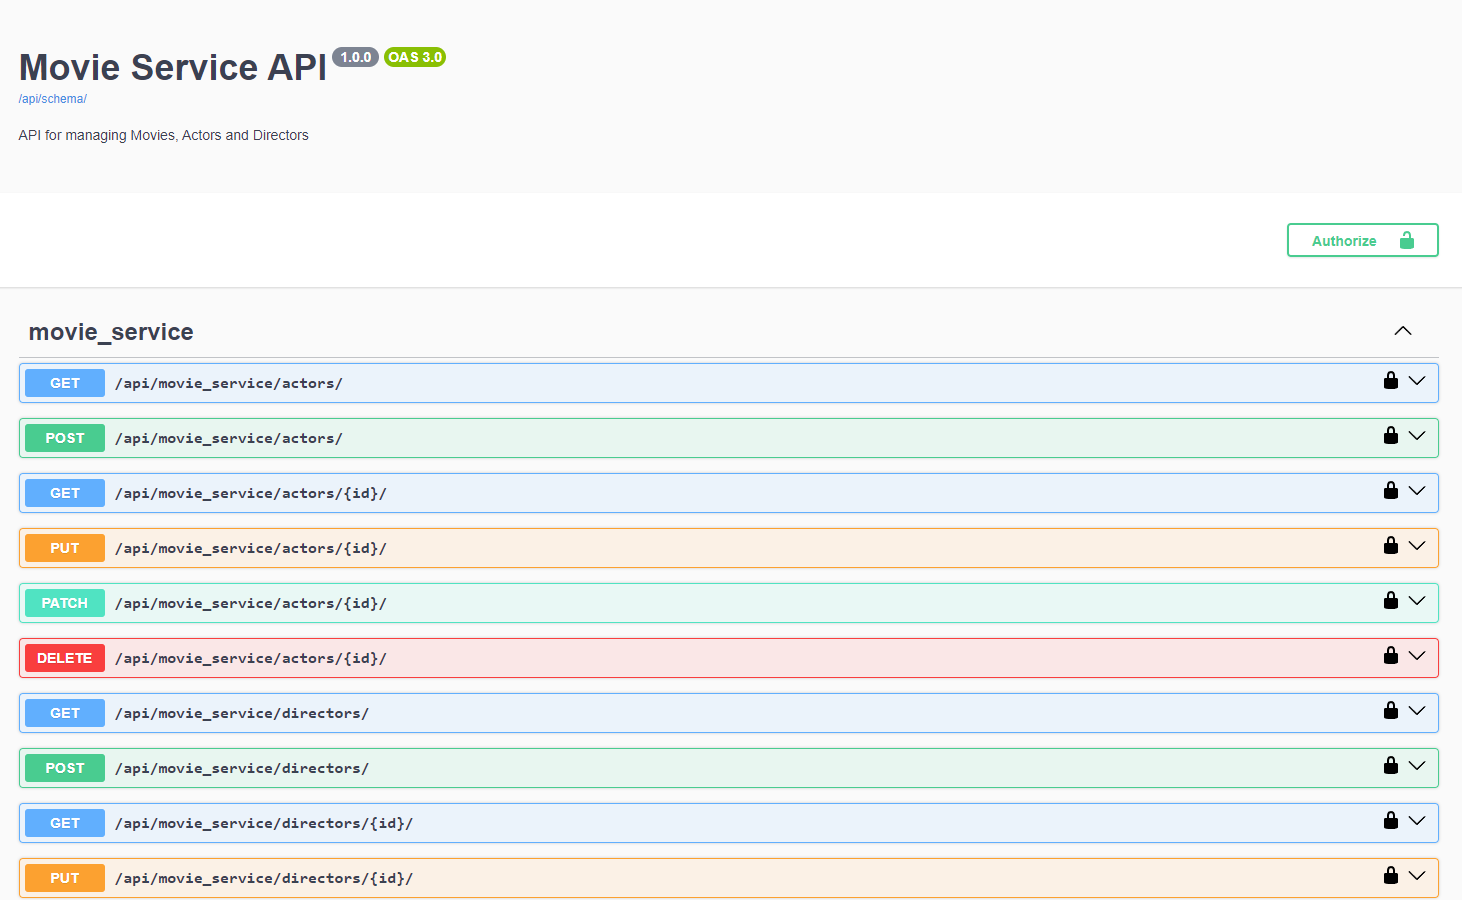 Movie Service API 1.0.0 OAS 3.0
/api/schema/
API for managing Movies, Actors and Directors
Authorize
movie_service
GET /api/movie_service/actors/
POST /api/movie_service/actors/
GET /api/movie_service/actors/{id}/
PUT /api/movie_service/actors/{id}/
PATCH /api/movie_service/actors/{id}/
DELETE /api/movie_service/actors/{id}/
GET /api/movie_service/directors/
POST /api/movie_service/directors/
GET /api/movie_service/directors/{id}/
PUT /api/movie_service/directors/{id}/